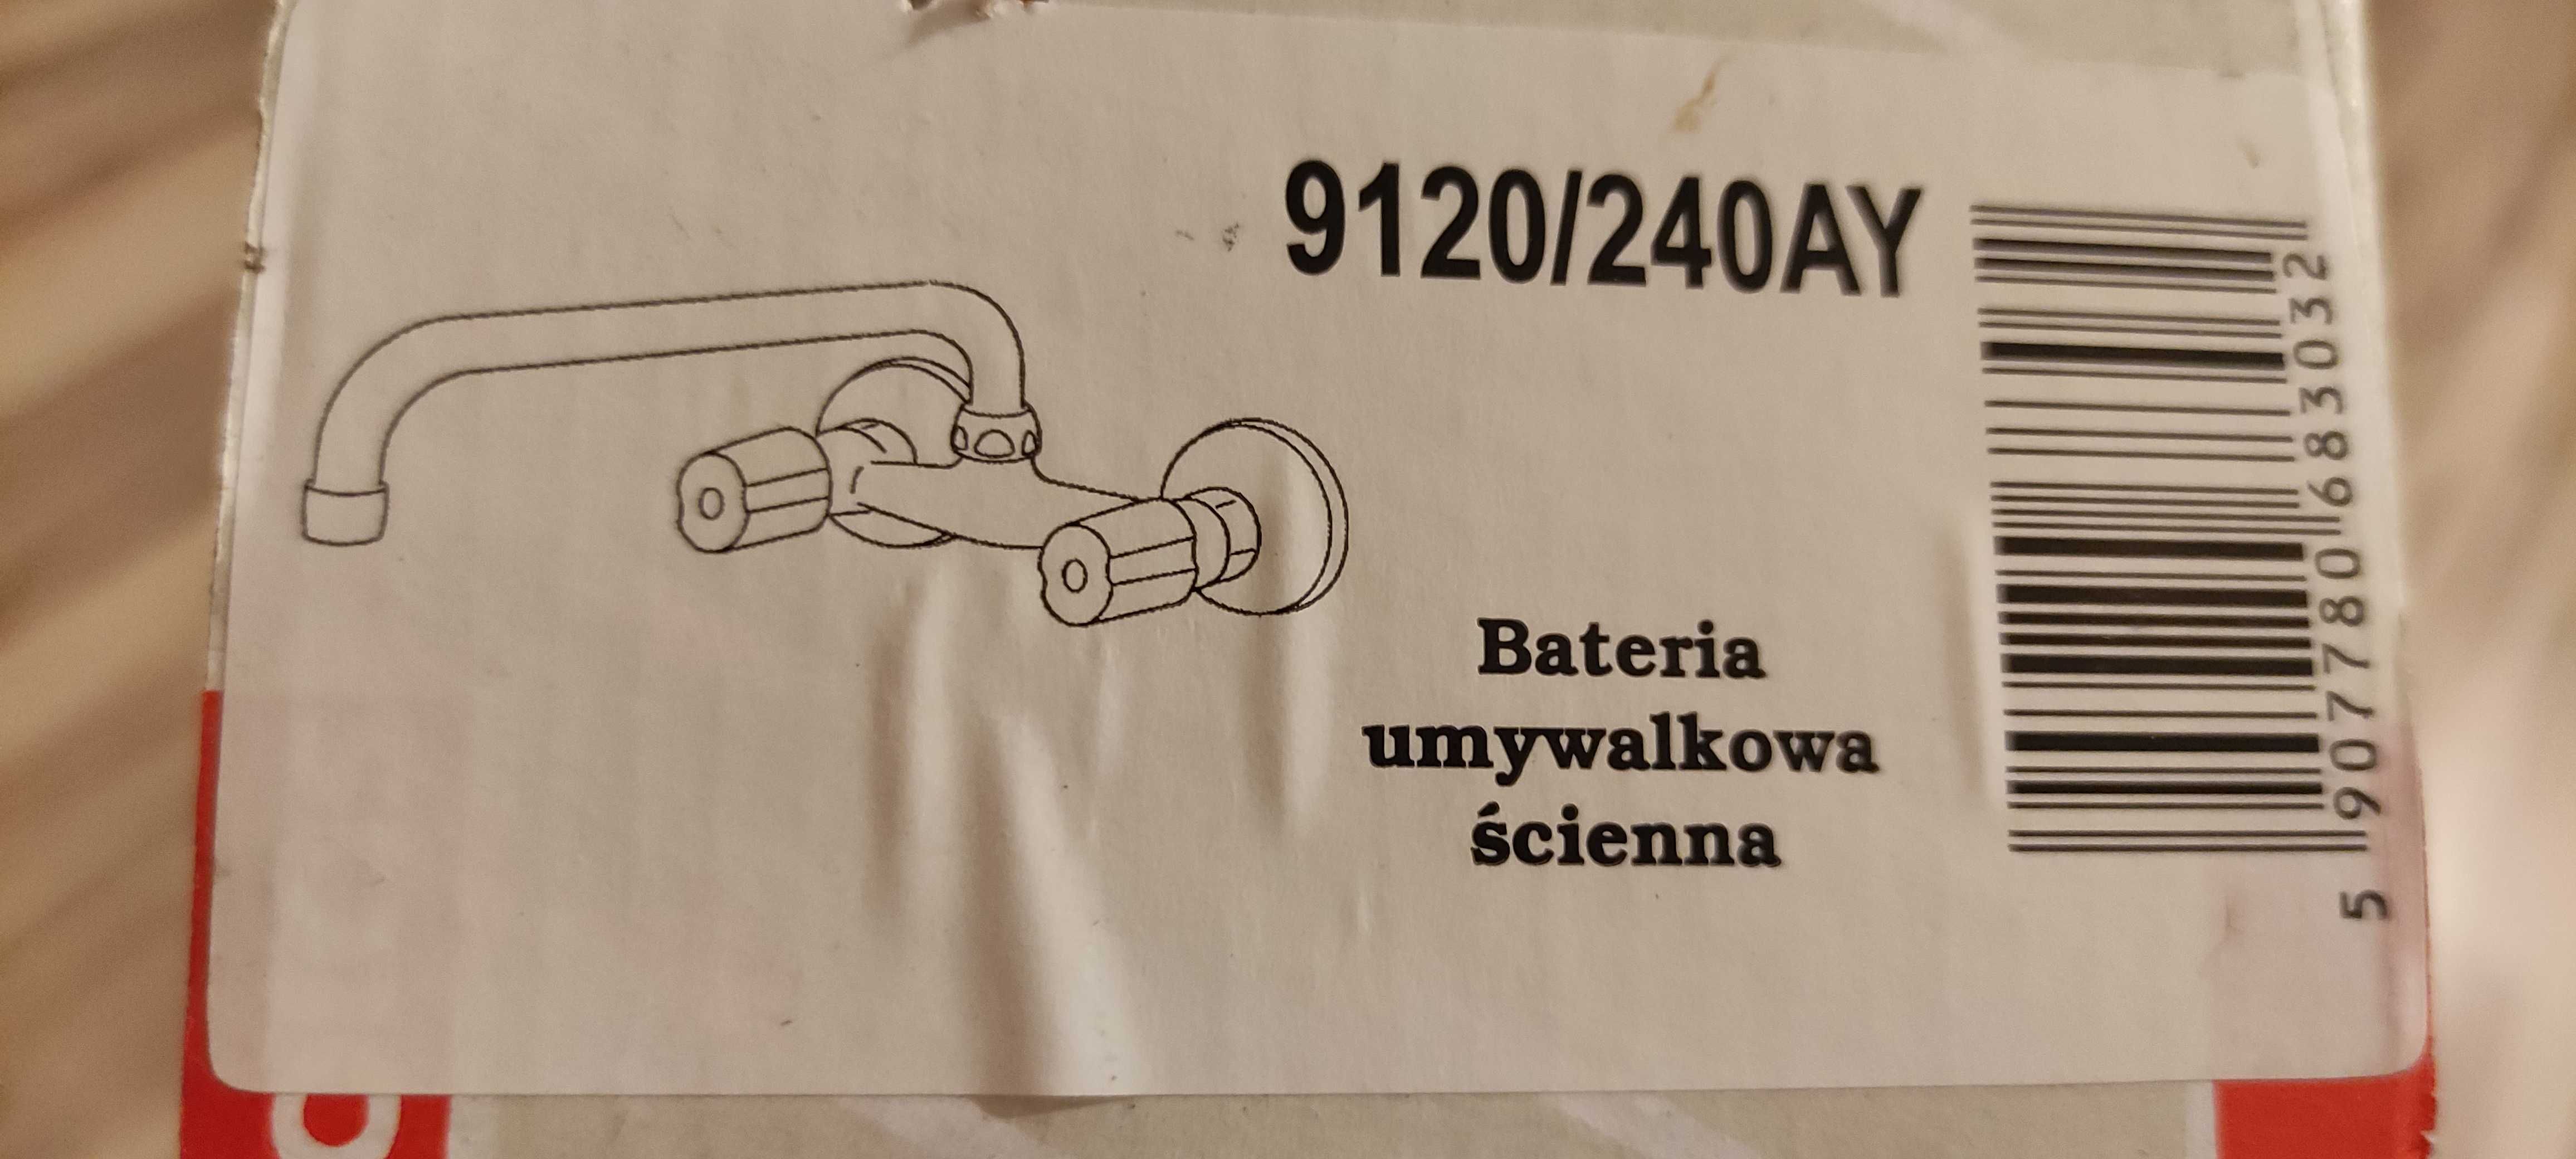 9120/240AY
Bateria
umywalkowa
ścienna
5 907780 683032